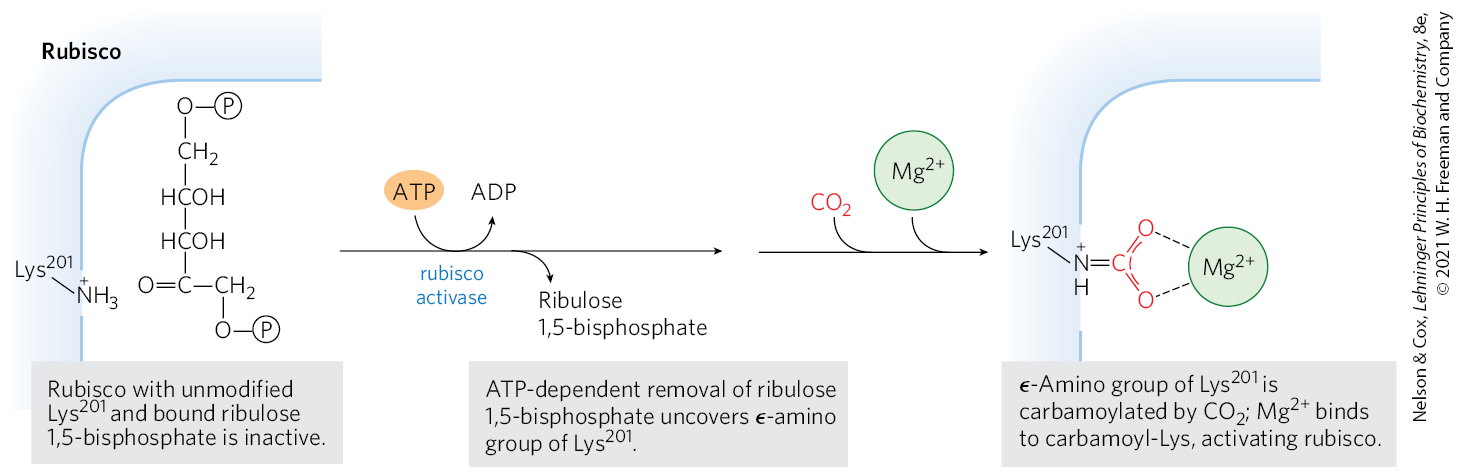 Rubisco
O–Ⓟ
CH₂
HCOH
HCOH
O=C–CH₂
O–Ⓟ
Lys²⁰¹
⁺NH₃
Rubisco with unmodified
Lys²⁰¹ and bound ribulose
1,5-bisphosphate is inactive.
ATP
ADP
rubisco
activase
Ribulose
1,5-bisphosphate
ATP-dependent removal of ribulose
1,5-bisphosphate uncovers ϵ-amino
group of Lys²⁰¹.
CO₂
Mg²⁺
Lys²⁰¹
O
⁺N=C
H
O
Mg²⁺
ϵ-Amino group of Lys²⁰¹ is
carbamoylated by CO₂; Mg²⁺ binds
to carbamoyl-Lys, activating rubisco.
Nelson & Cox, Lehninger Principles of Biochemistry, 8e,
© 2021 W. H. Freeman and Company